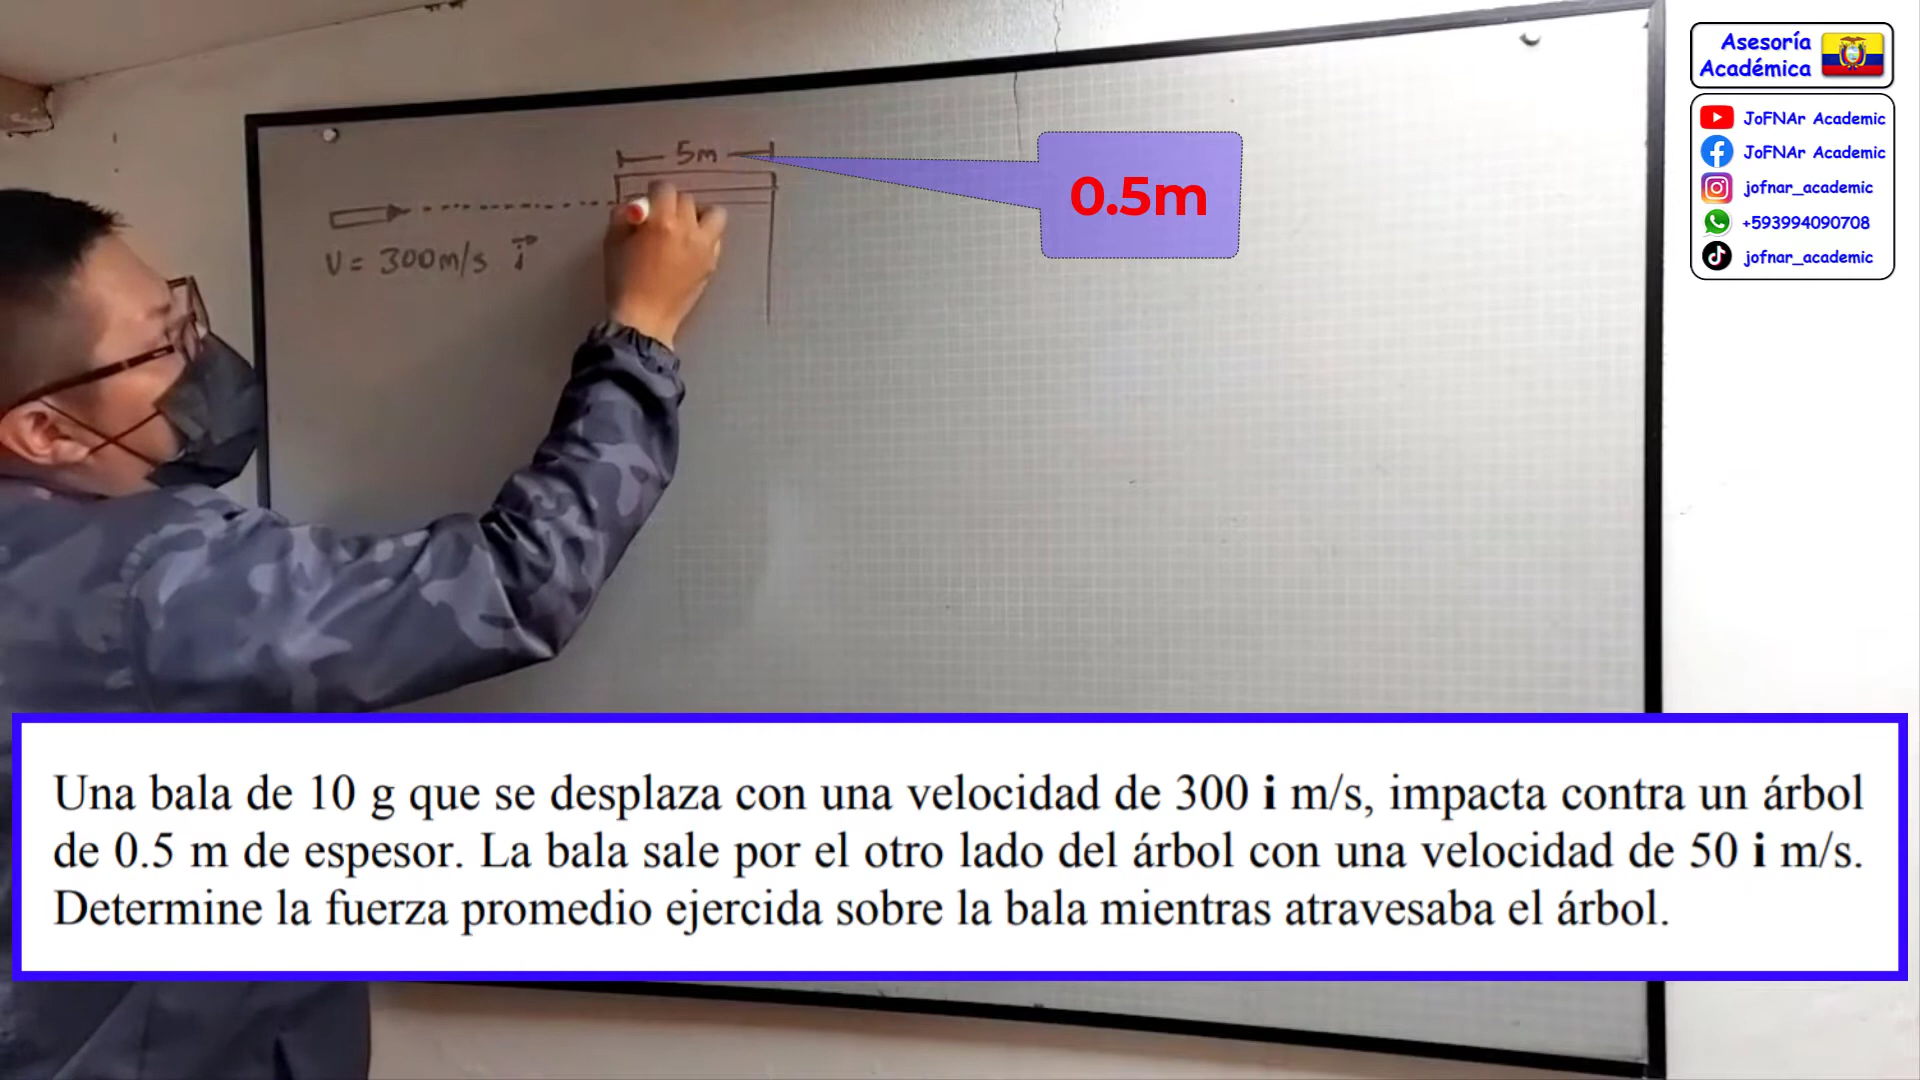 Asesoría
Académica
JoFNAr Academic
JoFNAr Academic
jofnar_academic
+593994090708
jofnar_academic
5m
0.5m
V = 300m/s i
Una bala de 10 g que se desplaza con una velocidad de 300 i m/s, impacta contra un árbol
de 0.5 m de espesor. La bala sale por el otro lado del árbol con una velocidad de 50 i m/s.
Determine la fuerza promedio ejercida sobre la bala mientras atravesaba el árbol.